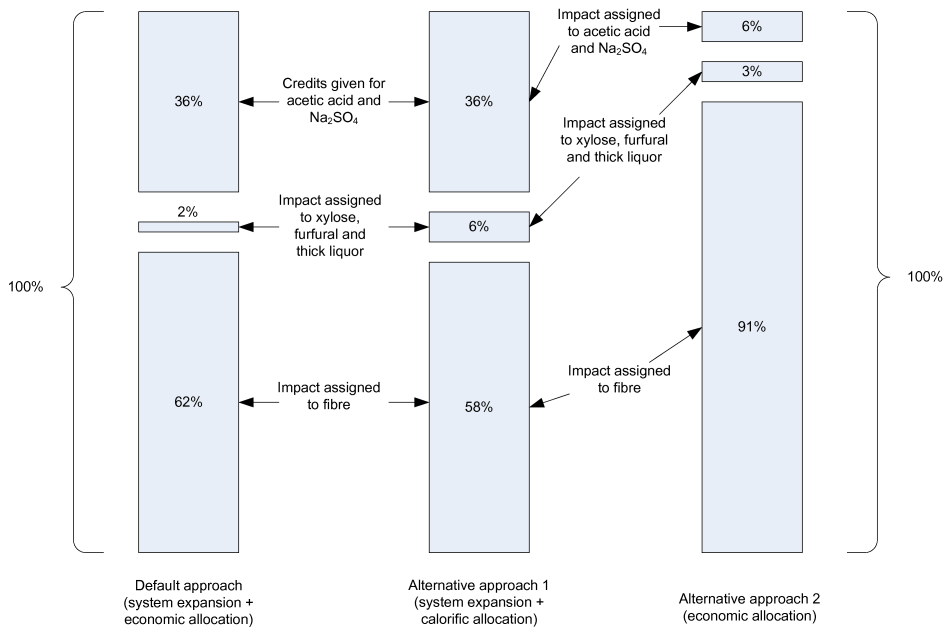 Impact assigned
to acetic acid
and Na₂SO₄
6%
3%
Credits given for
acetic acid and
Na₂SO₄
36%
36%
Impact assigned
to xylose, furfural
and thick liquor
2%
Impact assigned
to xylose,
furfural and
thick liquor
6%
100%
100%
91%
Impact assigned
to fibre
62%
Impact assigned
to fibre
58%
Default approach
(system expansion +
economic allocation)
Alternative approach 1
(system expansion +
calorific allocation)
Alternative approach 2
(economic allocation)